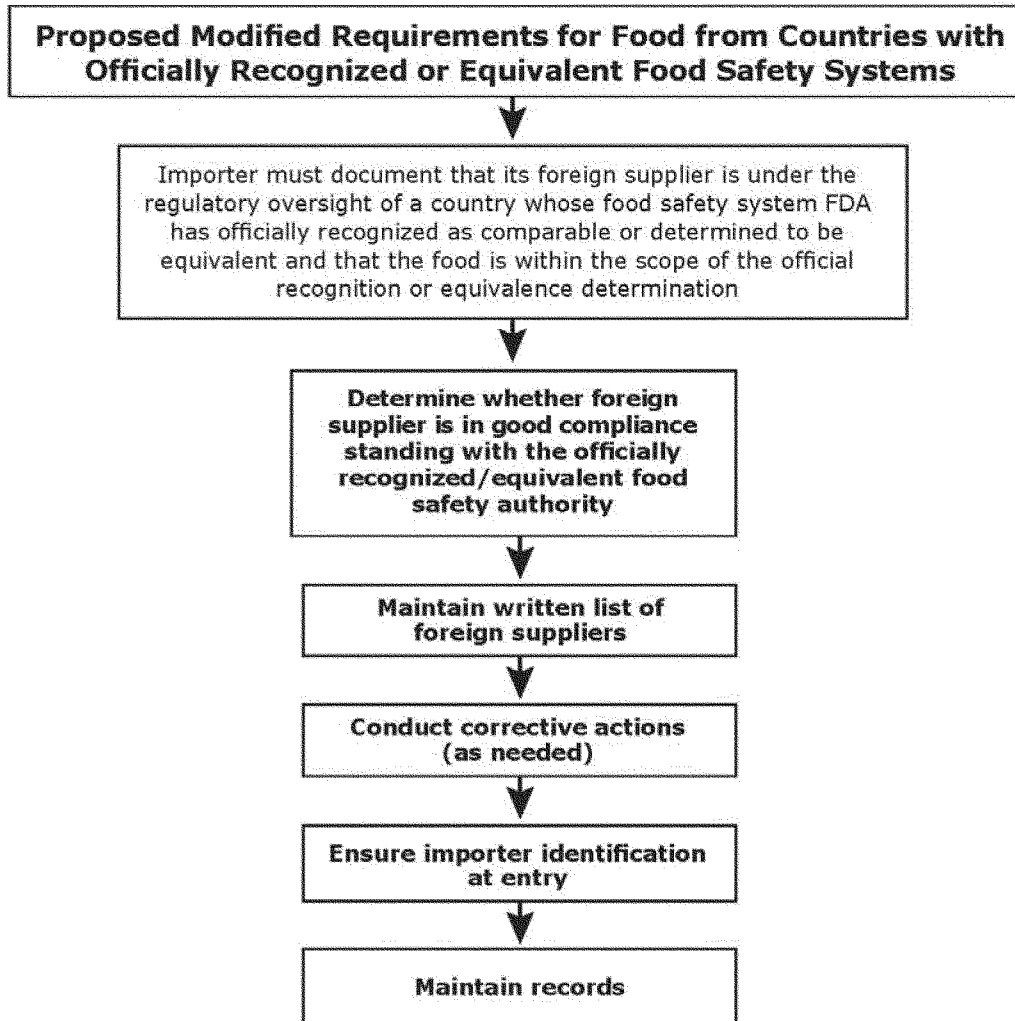 Proposed Modified Requirements for Food from Countries with
Officially Recognized or Equivalent Food Safety Systems
Importer must document that its foreign supplier is under the
regulatory oversight of a country whose food safety system FDA
has officially recognized as comparable or determined to be
equivalent and that the food is within the scope of the official
recognition or equivalence determination
Determine whether foreign
supplier is in good compliance
standing with the officially
recognized/equivalent food
safety authority
Maintain written list of
foreign suppliers
Conduct corrective actions
(as needed)
Ensure importer identification
at entry
Maintain records